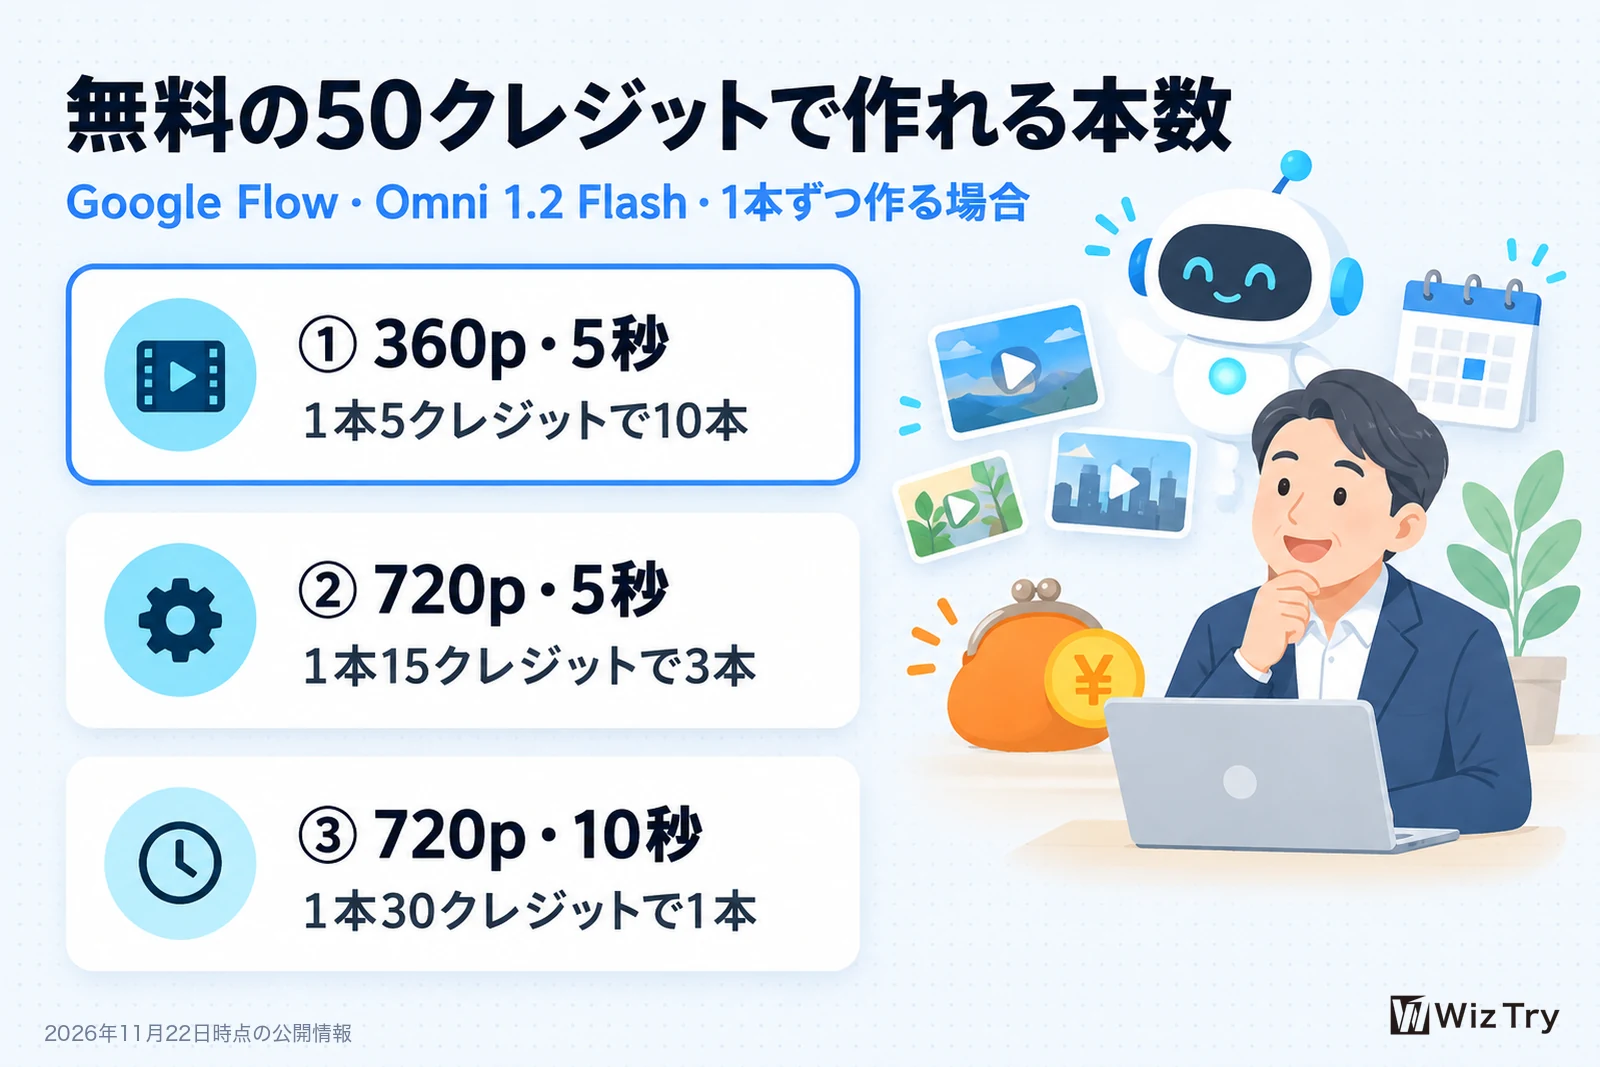 無料の50クレジットで作れる本数
Google Flow・Omni 1.2 Flash・1本ずつ作る場合
① 360p・5秒
1本5クレジットで10本
② 720p・5秒
1本15クレジットで3本
③ 720p・10秒
1本30クレジットで1本
¥
2026年11月22日時点の公開情報
Wiz Try